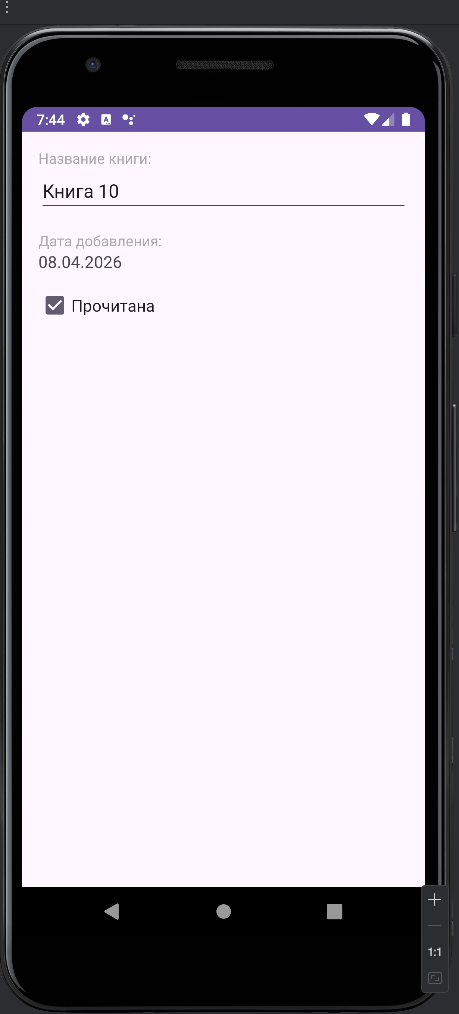 7:44
Название книги:
Книга 10
Дата добавления:
08.04.2026
Прочитана
1:1